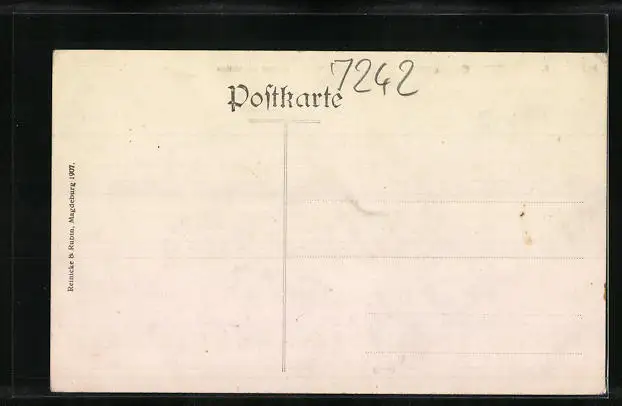 7242
Postkarte
Reinicke & Rubin, Magdeburg 1907.